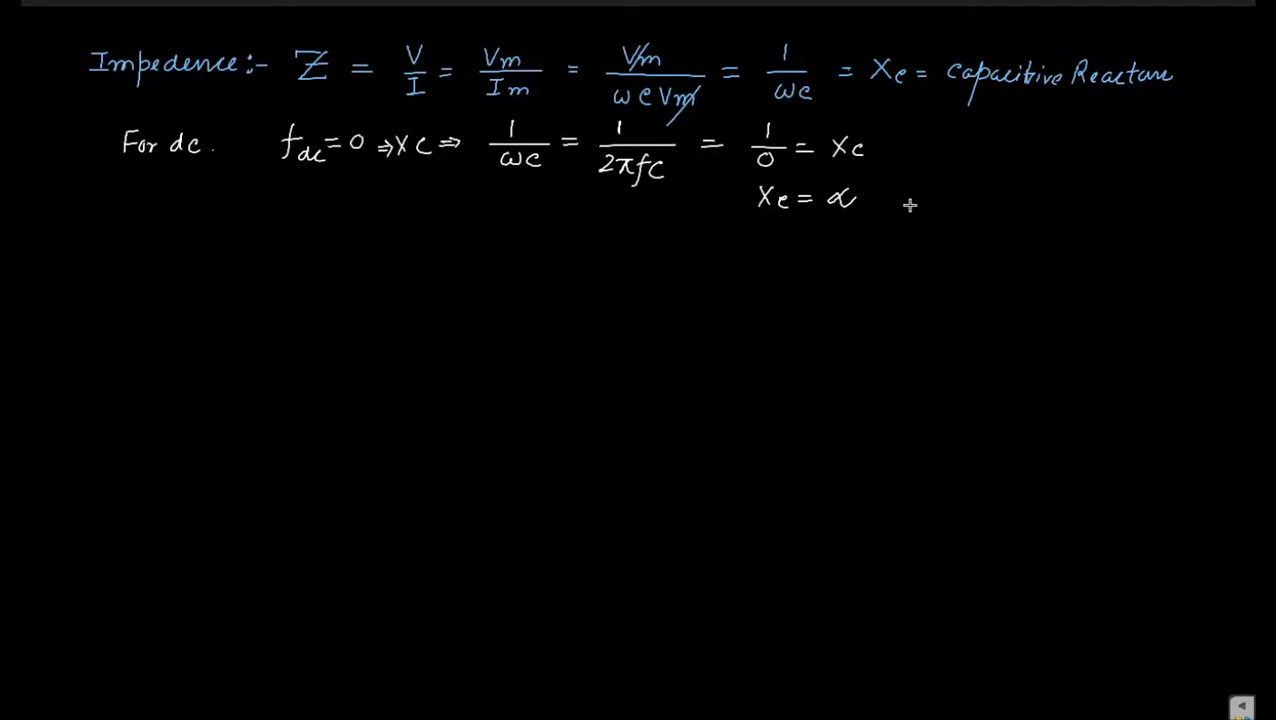 Impedence:- Z = V/I = Vm/Im = Vm/ωCVm = 1/ωC = Xc = capacitive Reactance
For dc. fdc = 0 ⇒ XC ⇒ 1/ωC = 1/2πfC = 1/0 = Xc
Xc = ∝